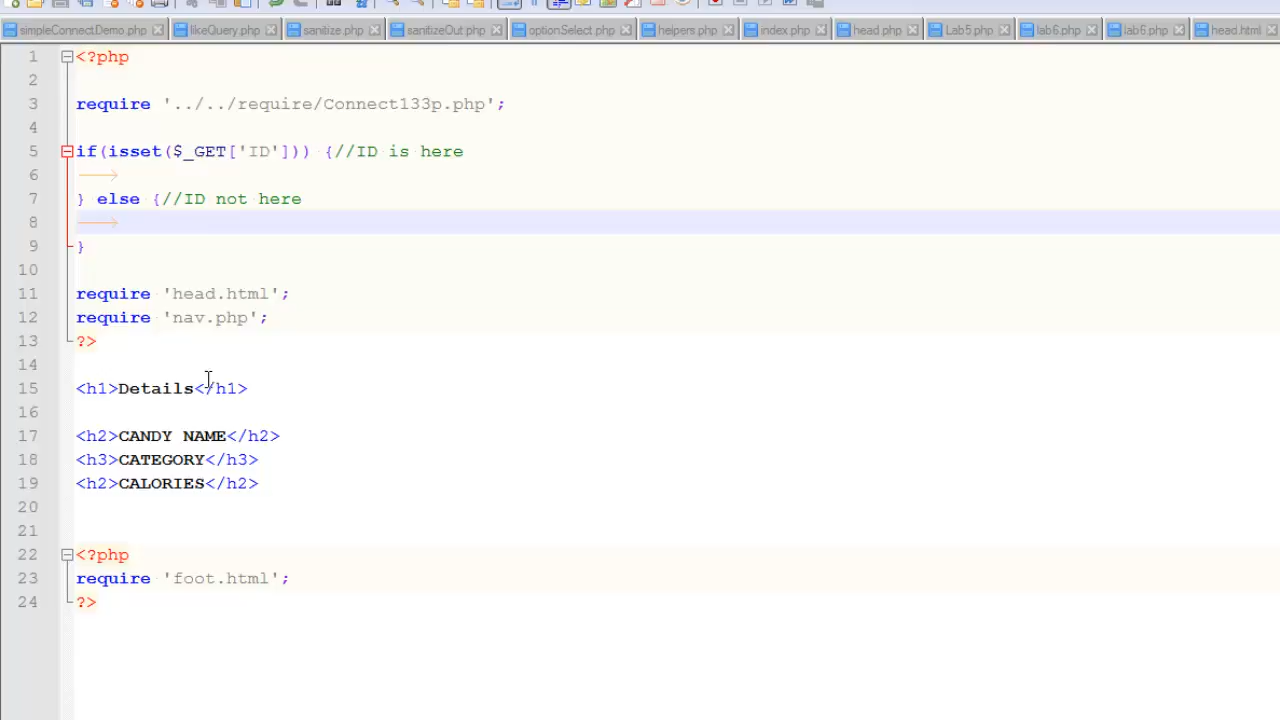 simpleConnectDemo.php likeQuery.php sanitize.php sanitizeOut.php optionSelect.php helpers.php index.php head.php Lab5.php lab6.php lab6.php head.html
1 <?php
2
3 require '../../require/Connect133p.php';
4
5 if(isset($_GET['ID'])) {//ID is here
6
7 } else {//ID not here
8
9 }
10
11 require 'head.html';
12 require 'nav.php';
13 ?>
14
15 <h1>Details</h1>
16
17 <h2>CANDY NAME</h2>
18 <h3>CATEGORY</h3>
19 <h2>CALORIES</h2>
20
21
22 <?php
23 require 'foot.html';
24 ?>